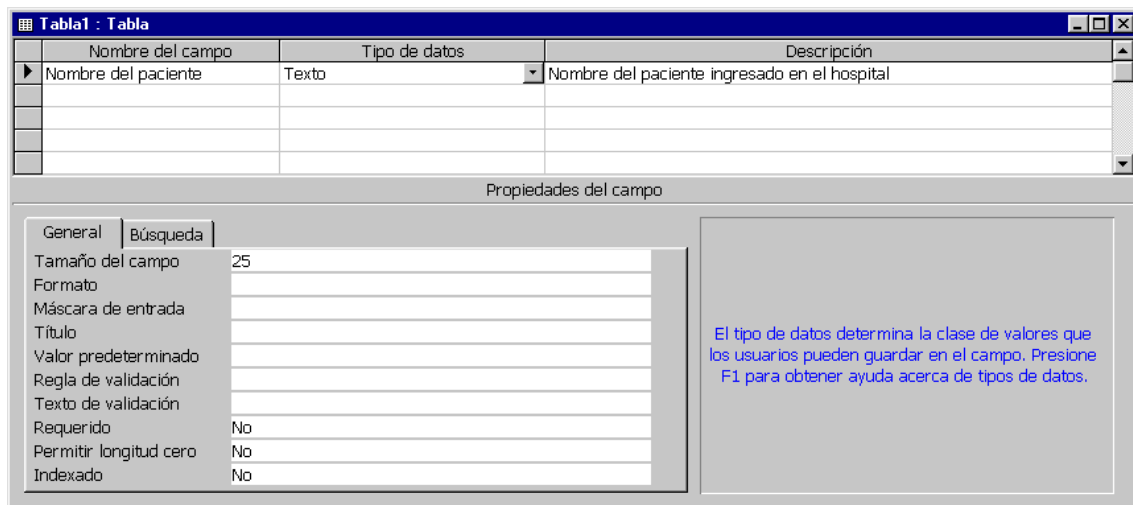 Tabla1 : Tabla
Nombre del campo Tipo de datos Descripción
Nombre del paciente Texto Nombre del paciente ingresado en el hospital
Propiedades del campo
General Búsqueda
Tamaño del campo 25
Formato
Máscara de entrada
Título
Valor predeterminado
Regla de validación
Texto de validación
Requerido No
Permitir longitud cero No
Indexado No
El tipo de datos determina la clase de valores que
los usuarios pueden guardar en el campo. Presione
F1 para obtener ayuda acerca de tipos de datos.